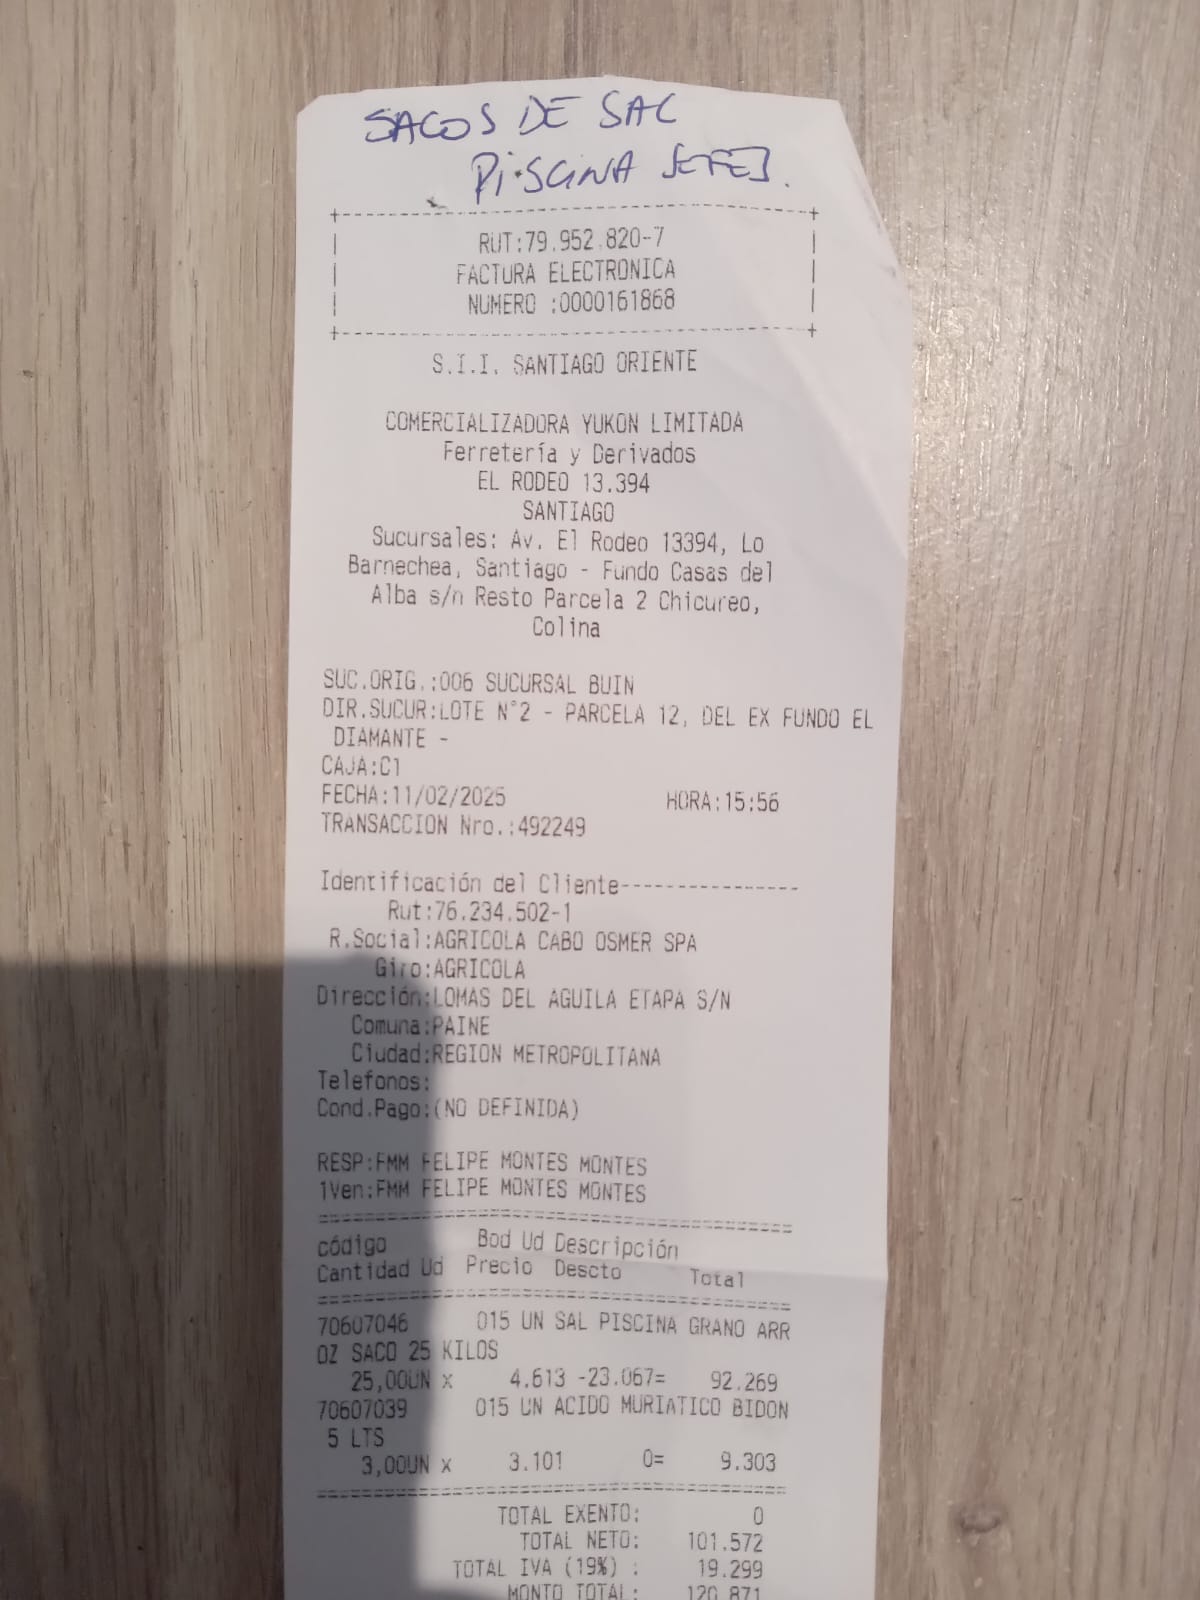 SACOS DE SAL
PISCINA JEFES.
RUT:79.952.820-7
FACTURA ELECTRONICA
NUMERO :0000161868
S.I.I. SANTIAGO ORIENTE
COMERCIALIZADORA YUKON LIMITADA
Ferretería y Derivados
EL RODEO 13.394
SANTIAGO
Sucursales: Av. El Rodeo 13394, Lo
Barnechea, Santiago - Fundo Casas del
Alba s/n Resto Parcela 2 Chicureo,
Colina
SUC.ORIG.:006 SUCURSAL BUIN
DIR.SUCUR:LOTE N°2 - PARCELA 12, DEL EX FUNDO EL
DIAMANTE -
CAJA:C1
FECHA:11/02/2025 HORA:15:56
TRANSACCION Nro.:492249
Identificación del Cliente----------------
Rut:76.234.502-1
R.Social:AGRICOLA CABO OSMER SPA
Giro:AGRICOLA
Dirección:LOMAS DEL AGUILA ETAPA S/N
Comuna:PAINE
Ciudad:REGION METROPOLITANA
Telefonos:
Cond.Pago:(NO DEFINIDA)
RESP:FMM FELIPE MONTES MONTES
1Ven:FMM FELIPE MONTES MONTES
código Bod Ud Descripción
Cantidad Ud Precio Descto Total
70607046 015 UN SAL PISCINA GRANO ARR
OZ SACO 25 KILOS
25,00UN x 4.613 -23.067= 92.269
70607039 015 UN ACIDO MURIATICO BIDON
5 LTS
3,00UN x 3.101 0= 9.303
TOTAL EXENTO: 0
TOTAL NETO: 101.572
TOTAL IVA (19%) : 19.299
MONTO TOTAL: 120.871